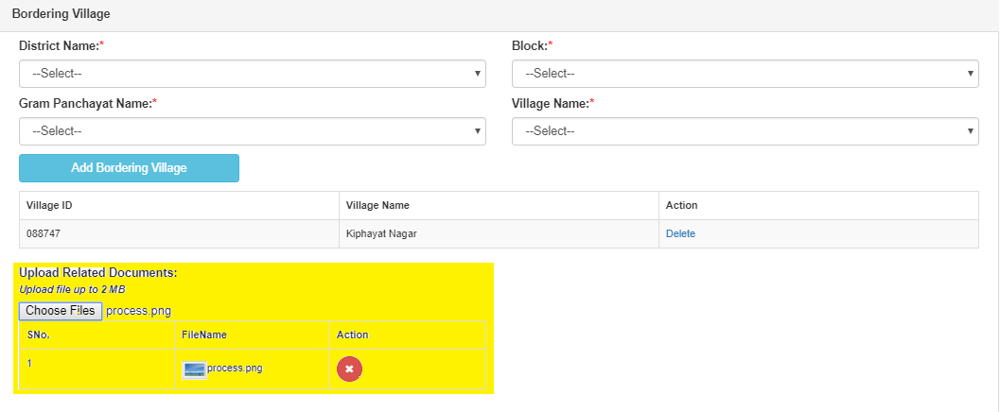 Bordering Village
District Name:* Block:*
--Select-- --Select--
Gram Panchayat Name:* Village Name:*
--Select-- --Select--
Add Bordering Village
Village ID Village Name Action
088747 Kiphayat Nagar Delete
Upload Related Documents:
Upload file up to 2 MB
Choose Files process.png
SNo. FileName Action
1 process.png